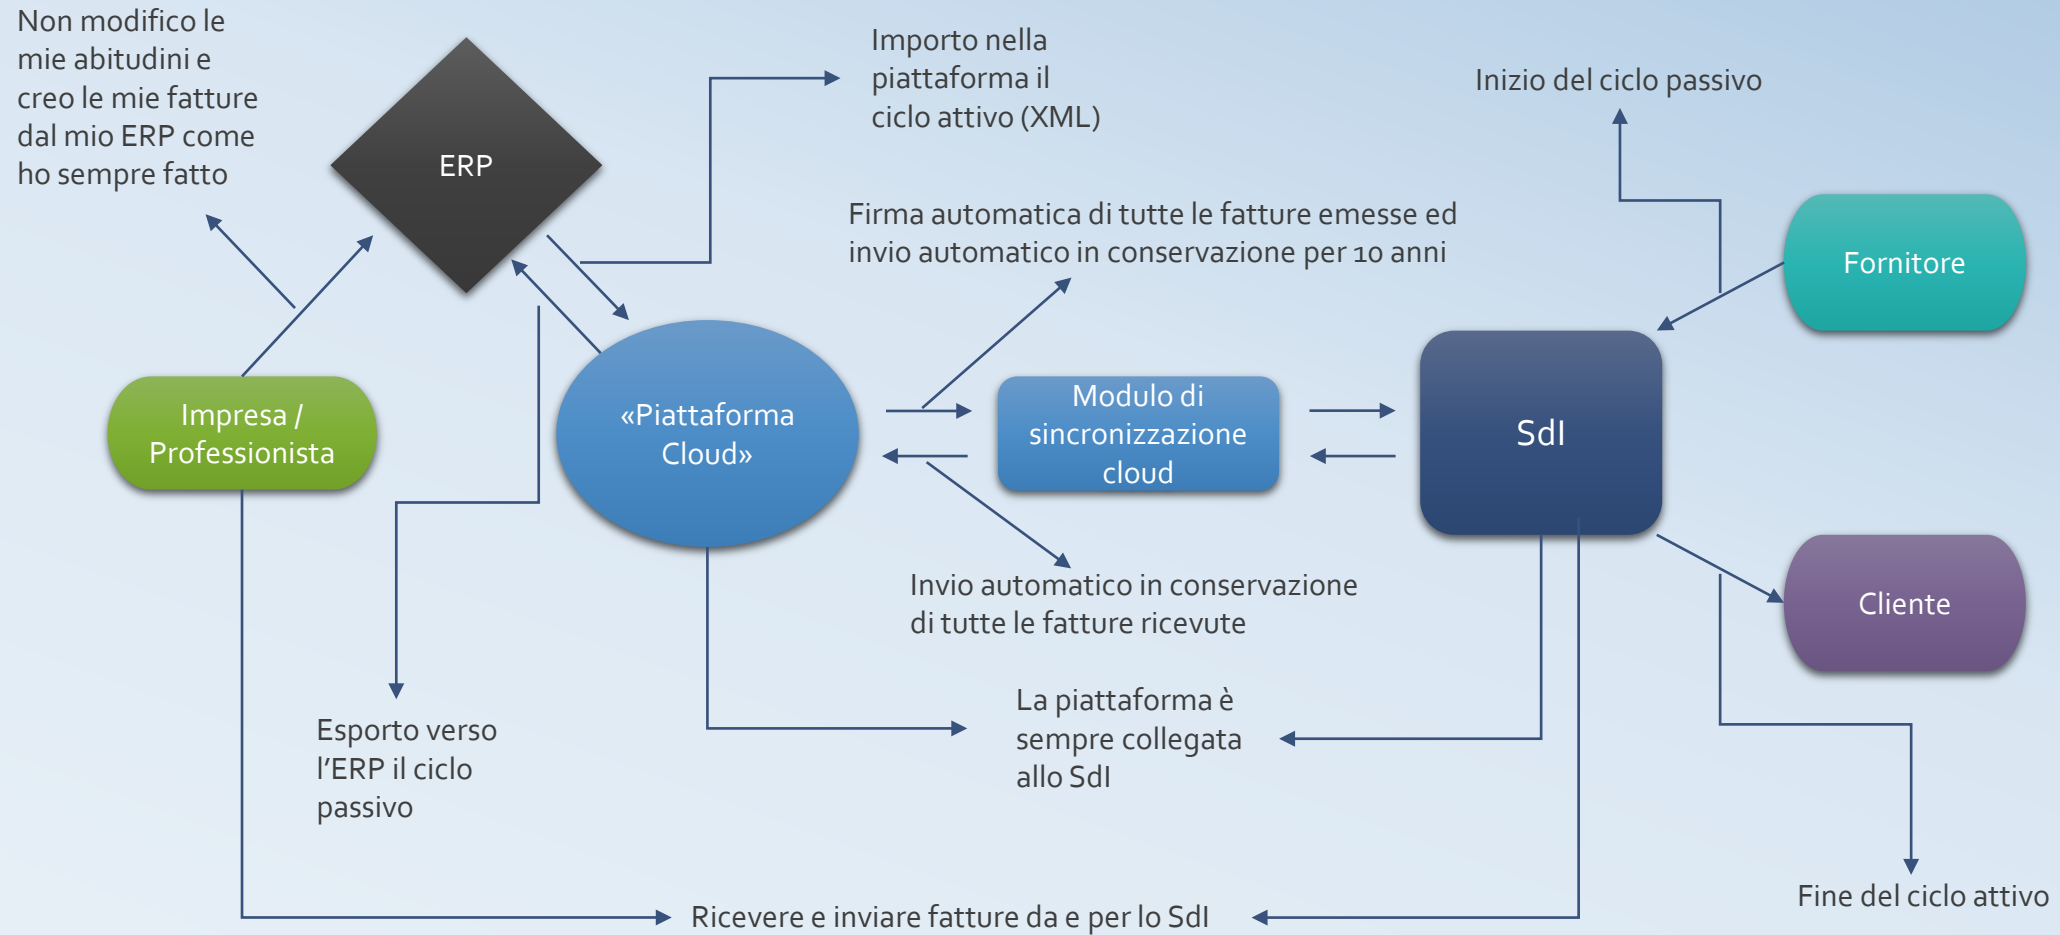 Non modifico le
mie abitudini e
creo le mie fatture
dal mio ERP come
ho sempre fatto
ERP
Importo nella
piattaforma il
ciclo attivo (XML)
Inizio del ciclo passivo
Firma automatica di tutte le fatture emesse ed
invio automatico in conservazione per 10 anni
Fornitore
Impresa /
Professionista
«Piattaforma
Cloud»
Modulo di
sincronizzazione
cloud
SdI
Invio automatico in conservazione
di tutte le fatture ricevute
Cliente
La piattaforma è
sempre collegata
allo SdI
Esporto verso
l’ERP il ciclo
passivo
Fine del ciclo attivo
Ricevere e inviare fatture da e per lo SdI